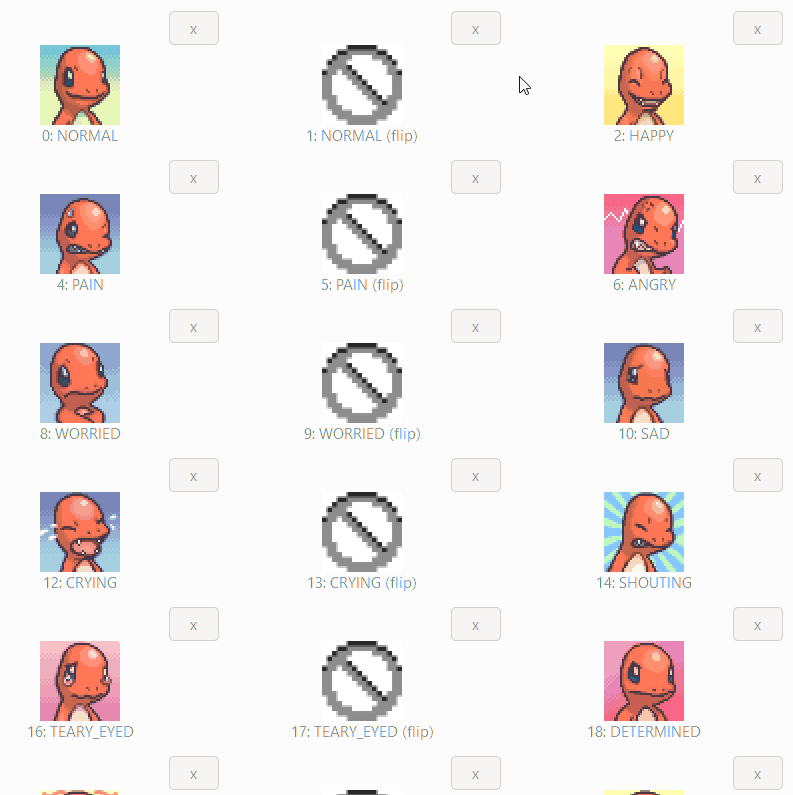 x x x
0: NORMAL 1: NORMAL (flip) 2: HAPPY
x x x
4: PAIN 5: PAIN (flip) 6: ANGRY
x x x
8: WORRIED 9: WORRIED (flip) 10: SAD
x x x
12: CRYING 13: CRYING (flip) 14: SHOUTING
x x x
16: TEARY_EYED 17: TEARY_EYED (flip) 18: DETERMINED
x x x